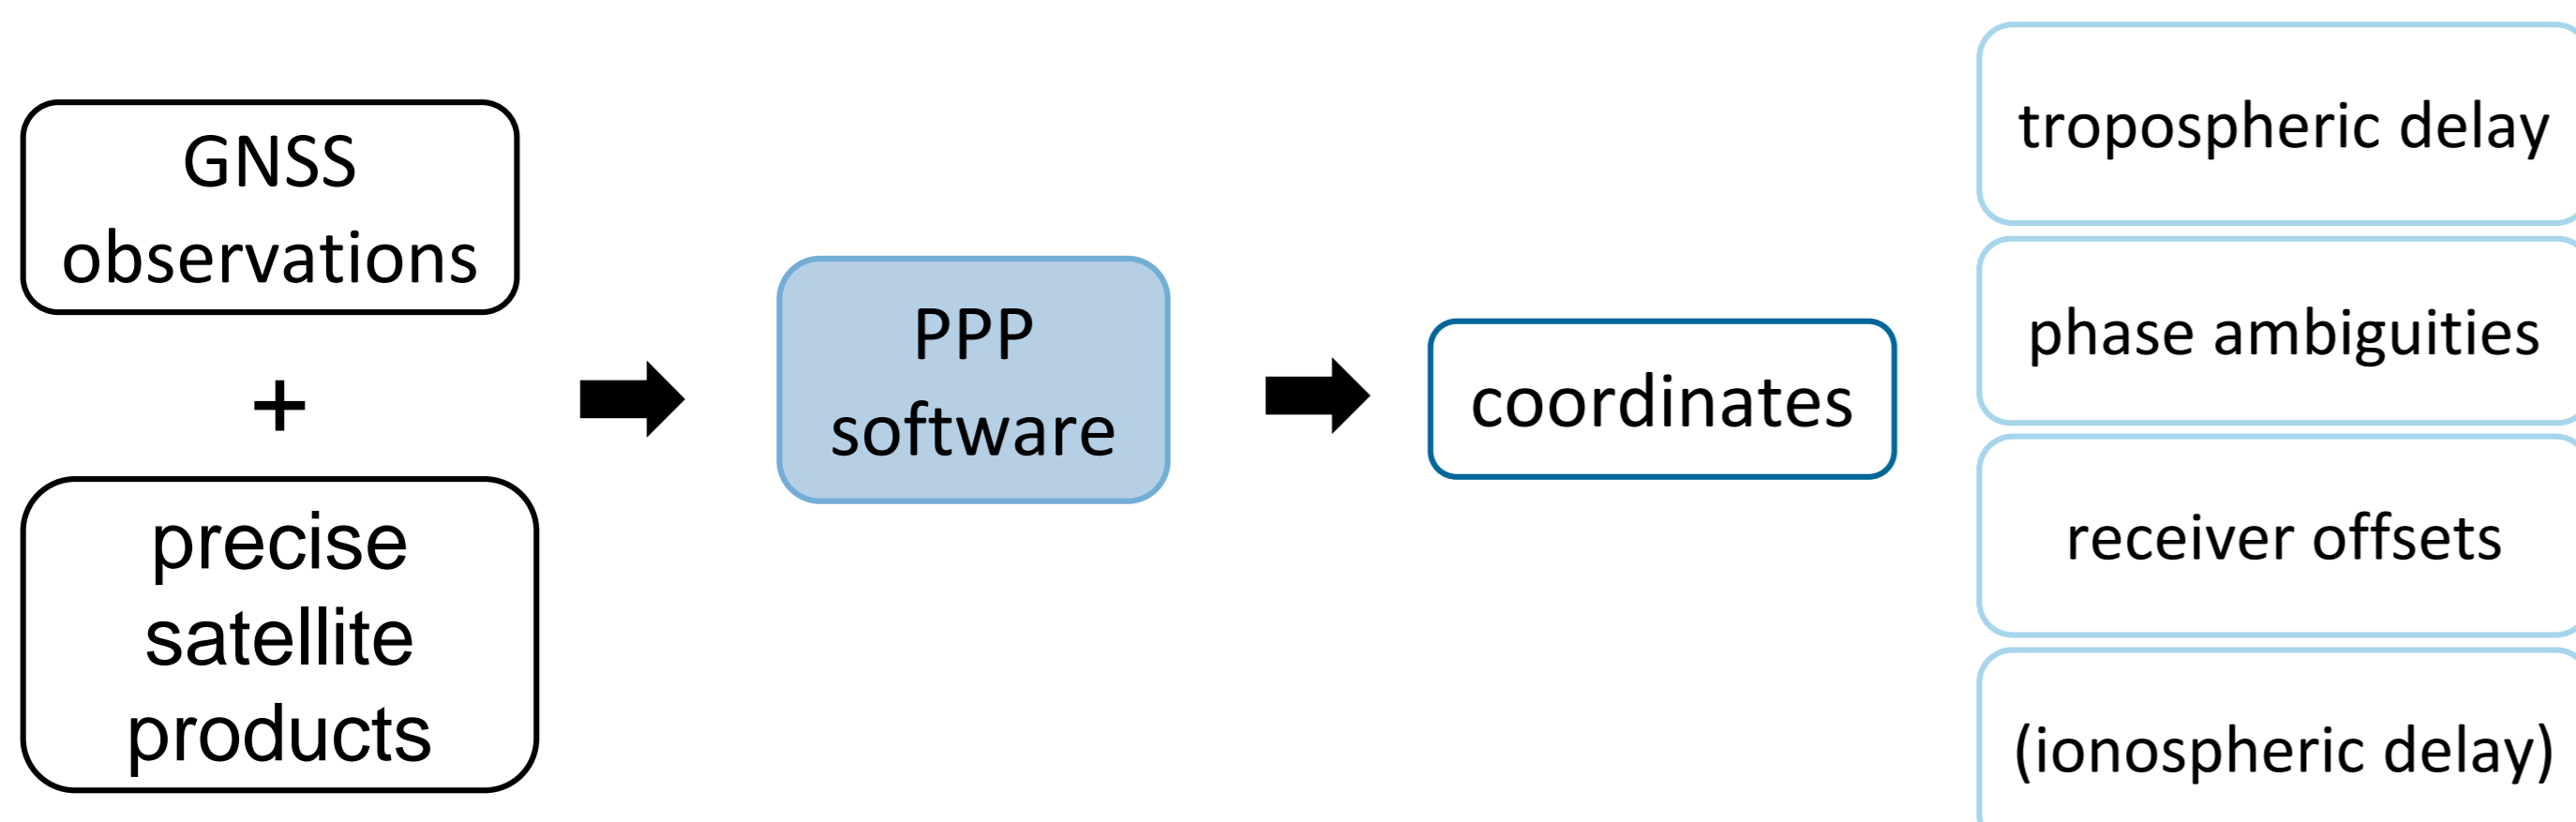 GNSS
observations
+
precise
satellite
products
PPP
software
coordinates
tropospheric delay
phase ambiguities
receiver offsets
(ionospheric delay)